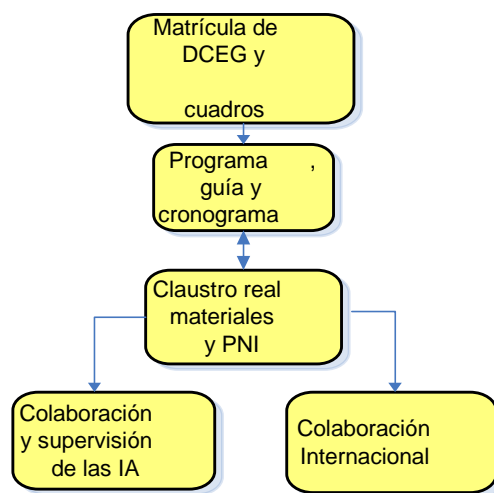 Matrícula de
DCEG y
cuadros
Programa ,
guía y
cronograma
Claustro real
materiales
y PNI
Colaboración
y supervisión
de las IA
Colaboración
Internacional